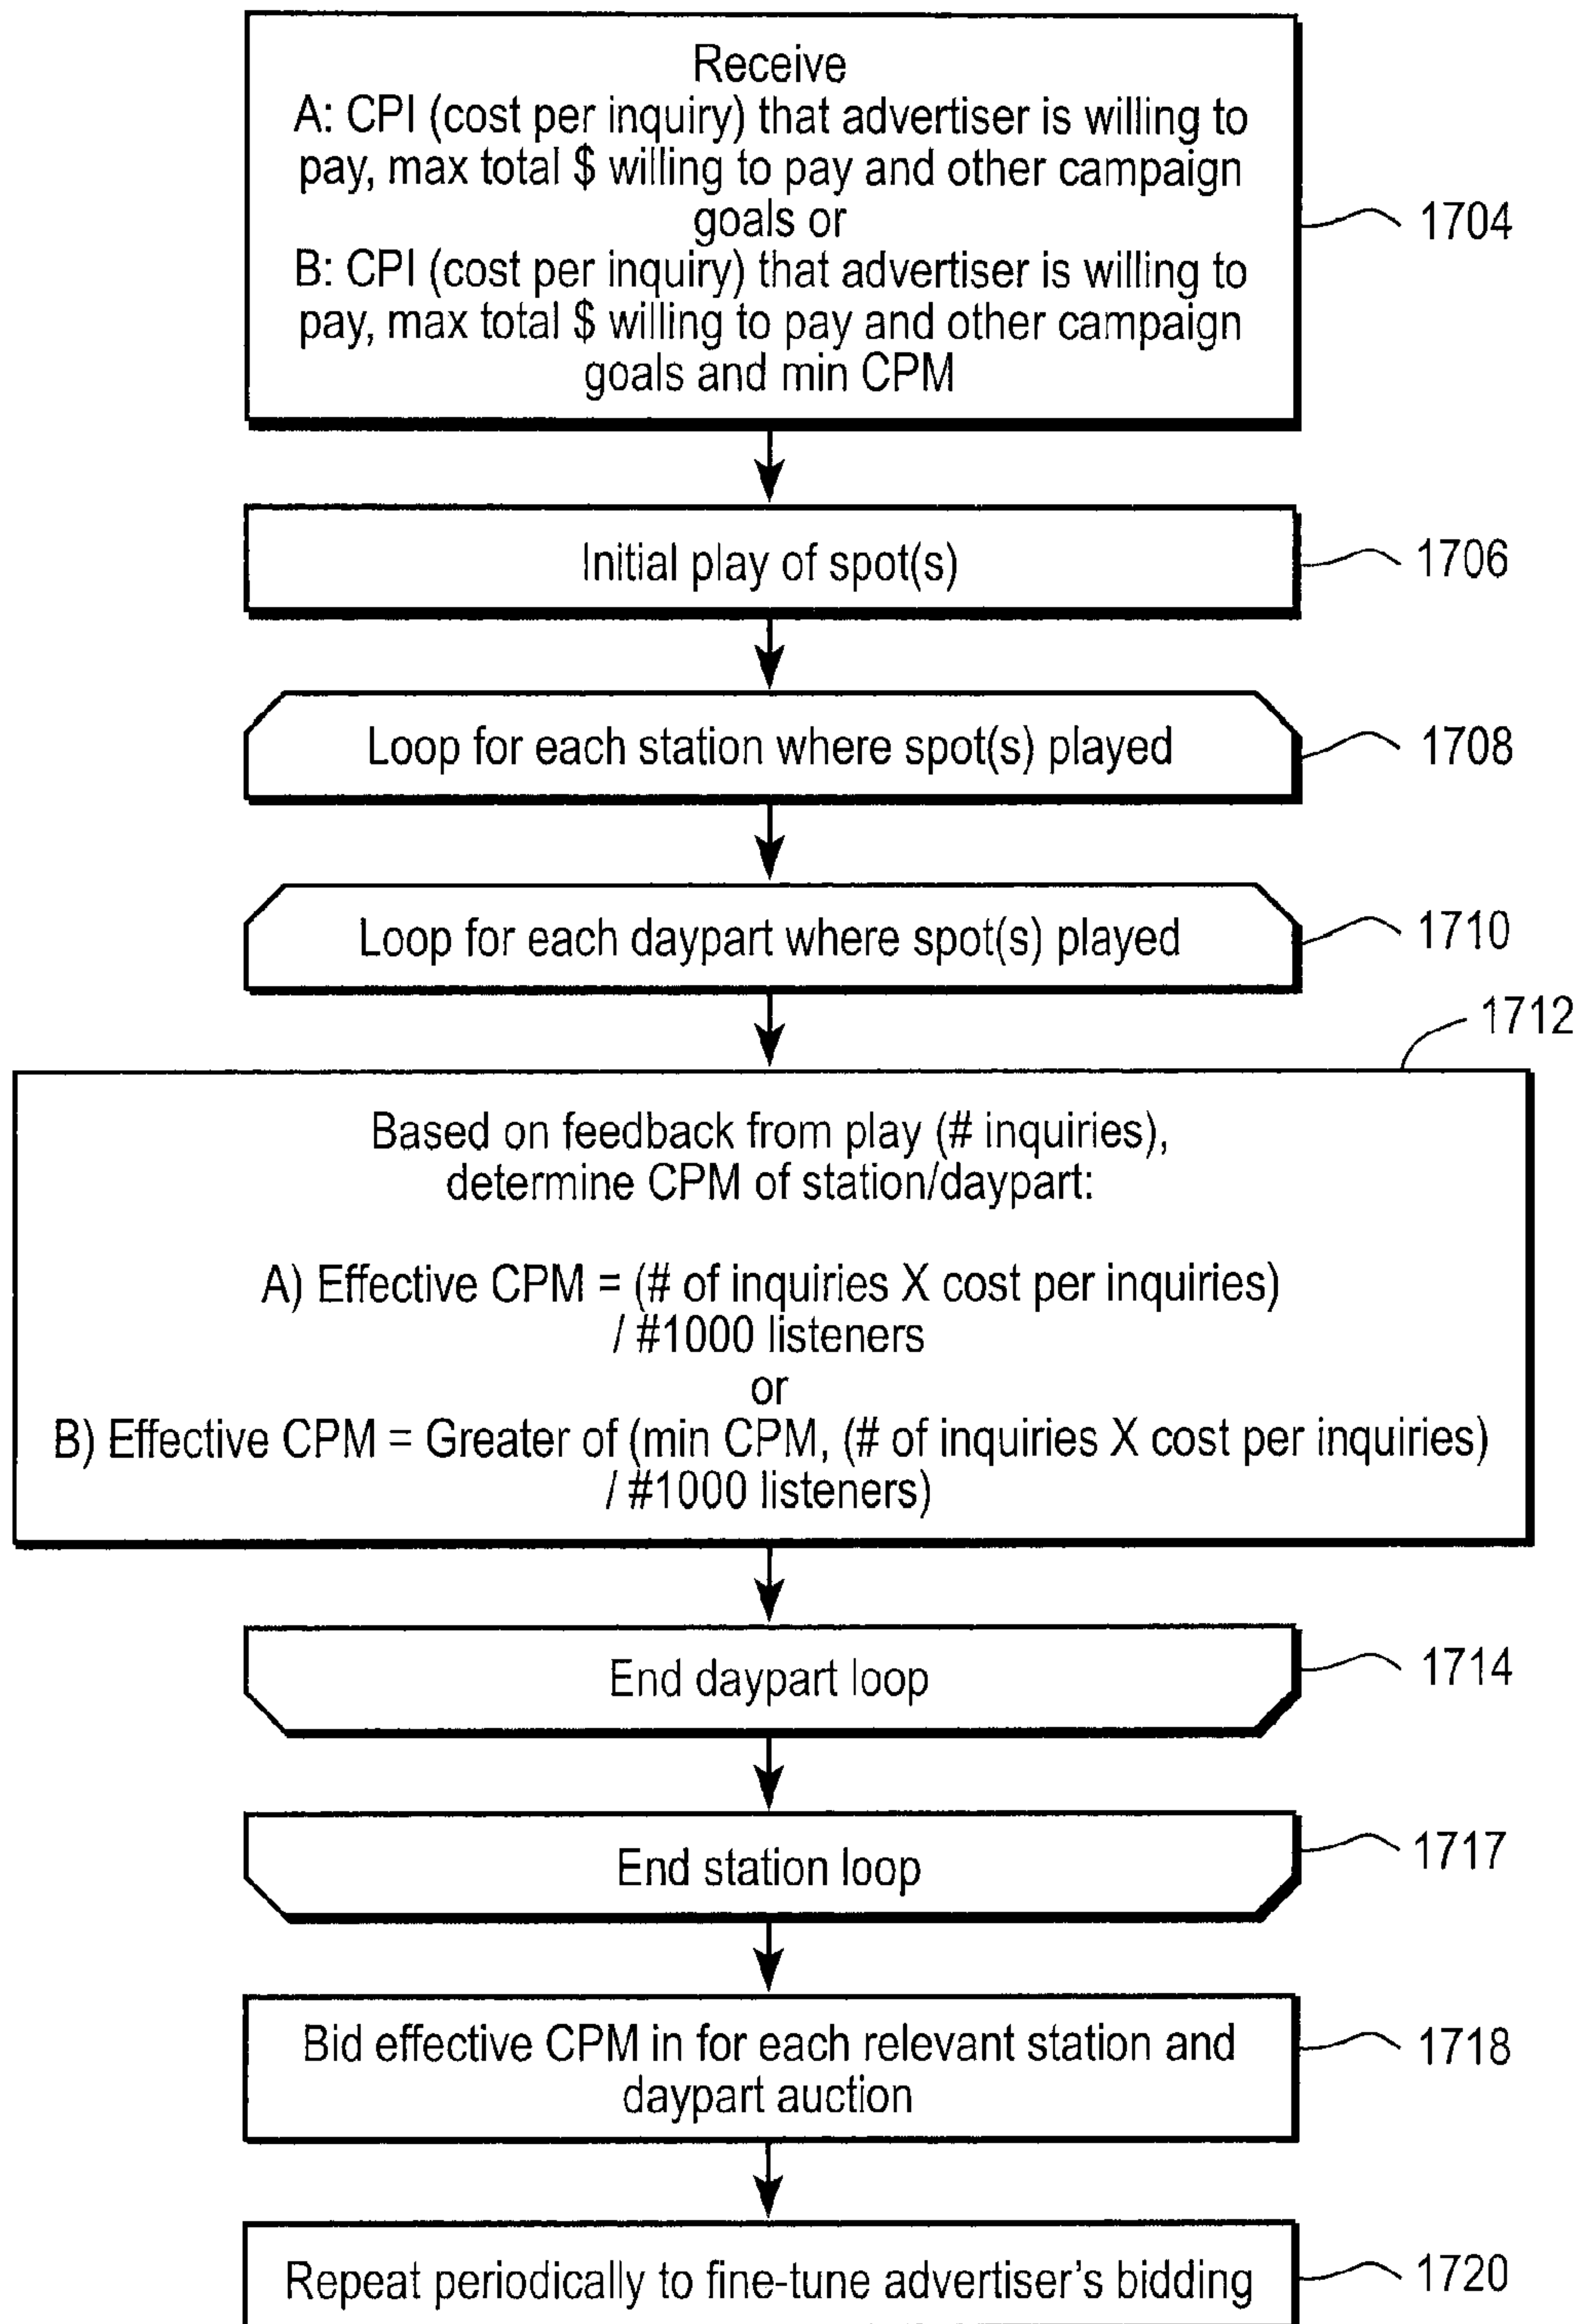 Receive
A: CPI (cost per inquiry) that advertiser is willing to
pay, max total $ willing to pay and other campaign
goals or
B: CPI (cost per inquiry) that advertiser is willing to
pay, max total $ willing to pay and other campaign
goals and min CPM
1704
Initial play of spot(s)
1706
Loop for each station where spot(s) played
1708
Loop for each daypart where spot(s) played
1710
1712
Based on feedback from play (# inquiries),
determine CPM of station/daypart:
A) Effective CPM = (# of inquiries X cost per inquiries)
/ #1000 listeners
or
B) Effective CPM = Greater of (min CPM, (# of inquiries X cost per inquiries)
/ #1000 listeners)
End daypart loop
1714
End station loop
1717
Bid effective CPM in for each relevant station and
daypart auction
1718
Repeat periodically to fine-tune advertiser's bidding
1720